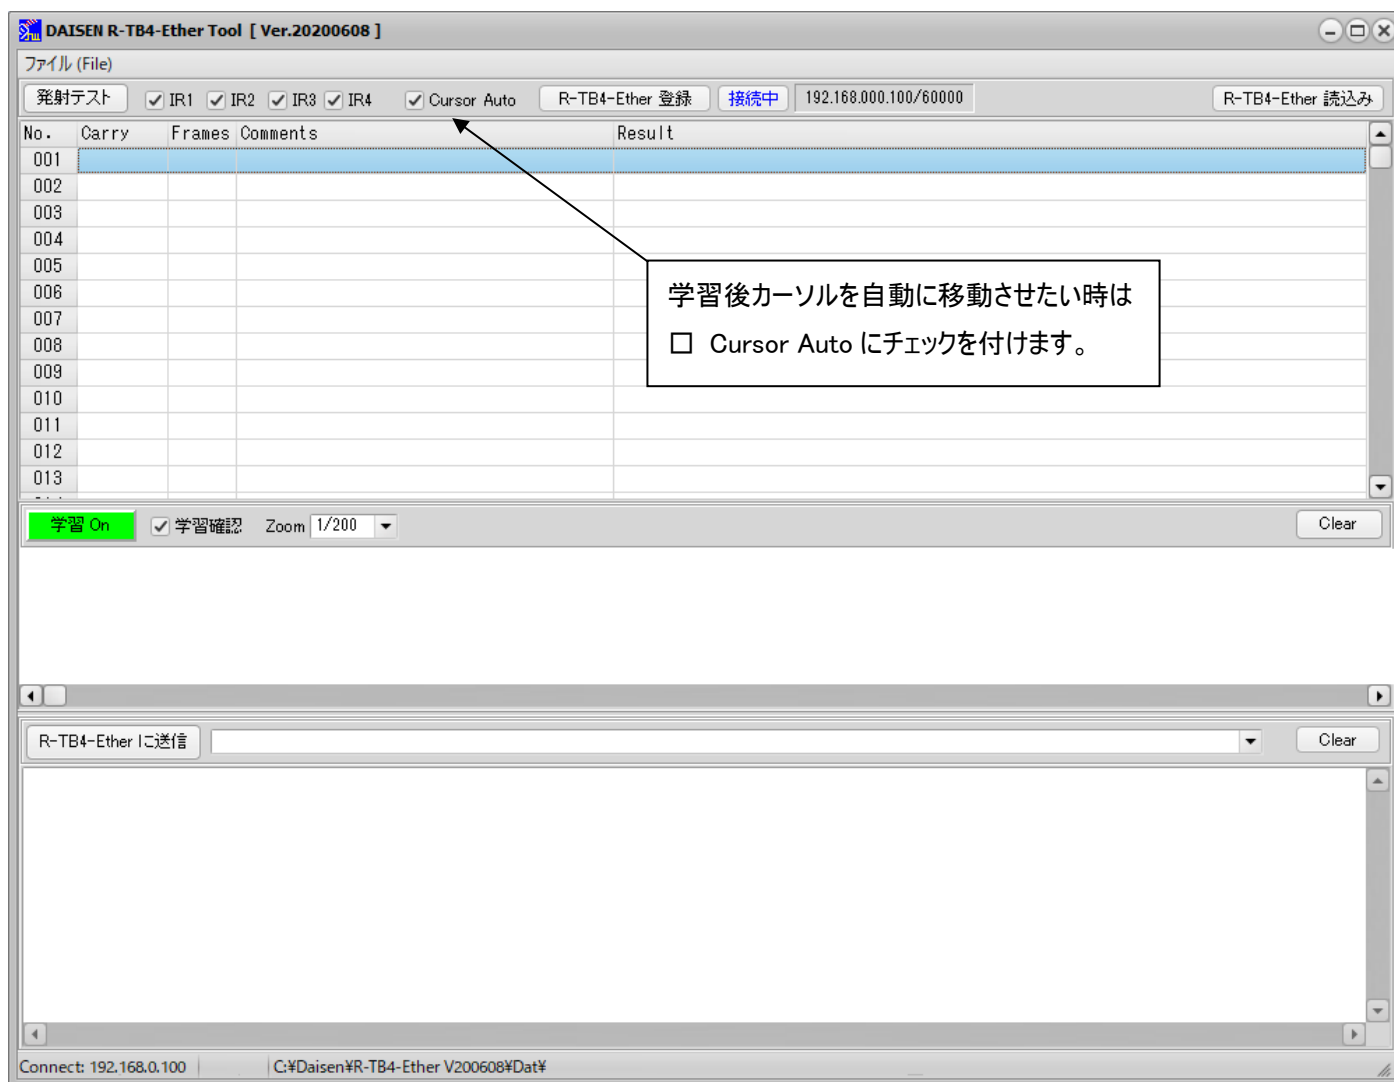 DAISEN R-TB4-Ether Tool [ Ver.20200608 ]
ファイル (File)
発射テスト IR1 IR2 IR3 IR4 Cursor Auto R-TB4-Ether 登録 接続中 192.168.000.100/60000 R-TB4-Ether 読込み
No. Carry Frames Comments Result
001
002
003
004
005
006
007
008
009
010
011
012
013
学習後カーソルを自動に移動させたい時は
□ Cursor Auto にチェックを付けます。
学習 On 学習確認 Zoom 1/200 Clear
R-TB4-Ether に送信 Clear
Connect: 192.168.0.100 C:¥Daisen¥R-TB4-Ether V200608¥Dat¥